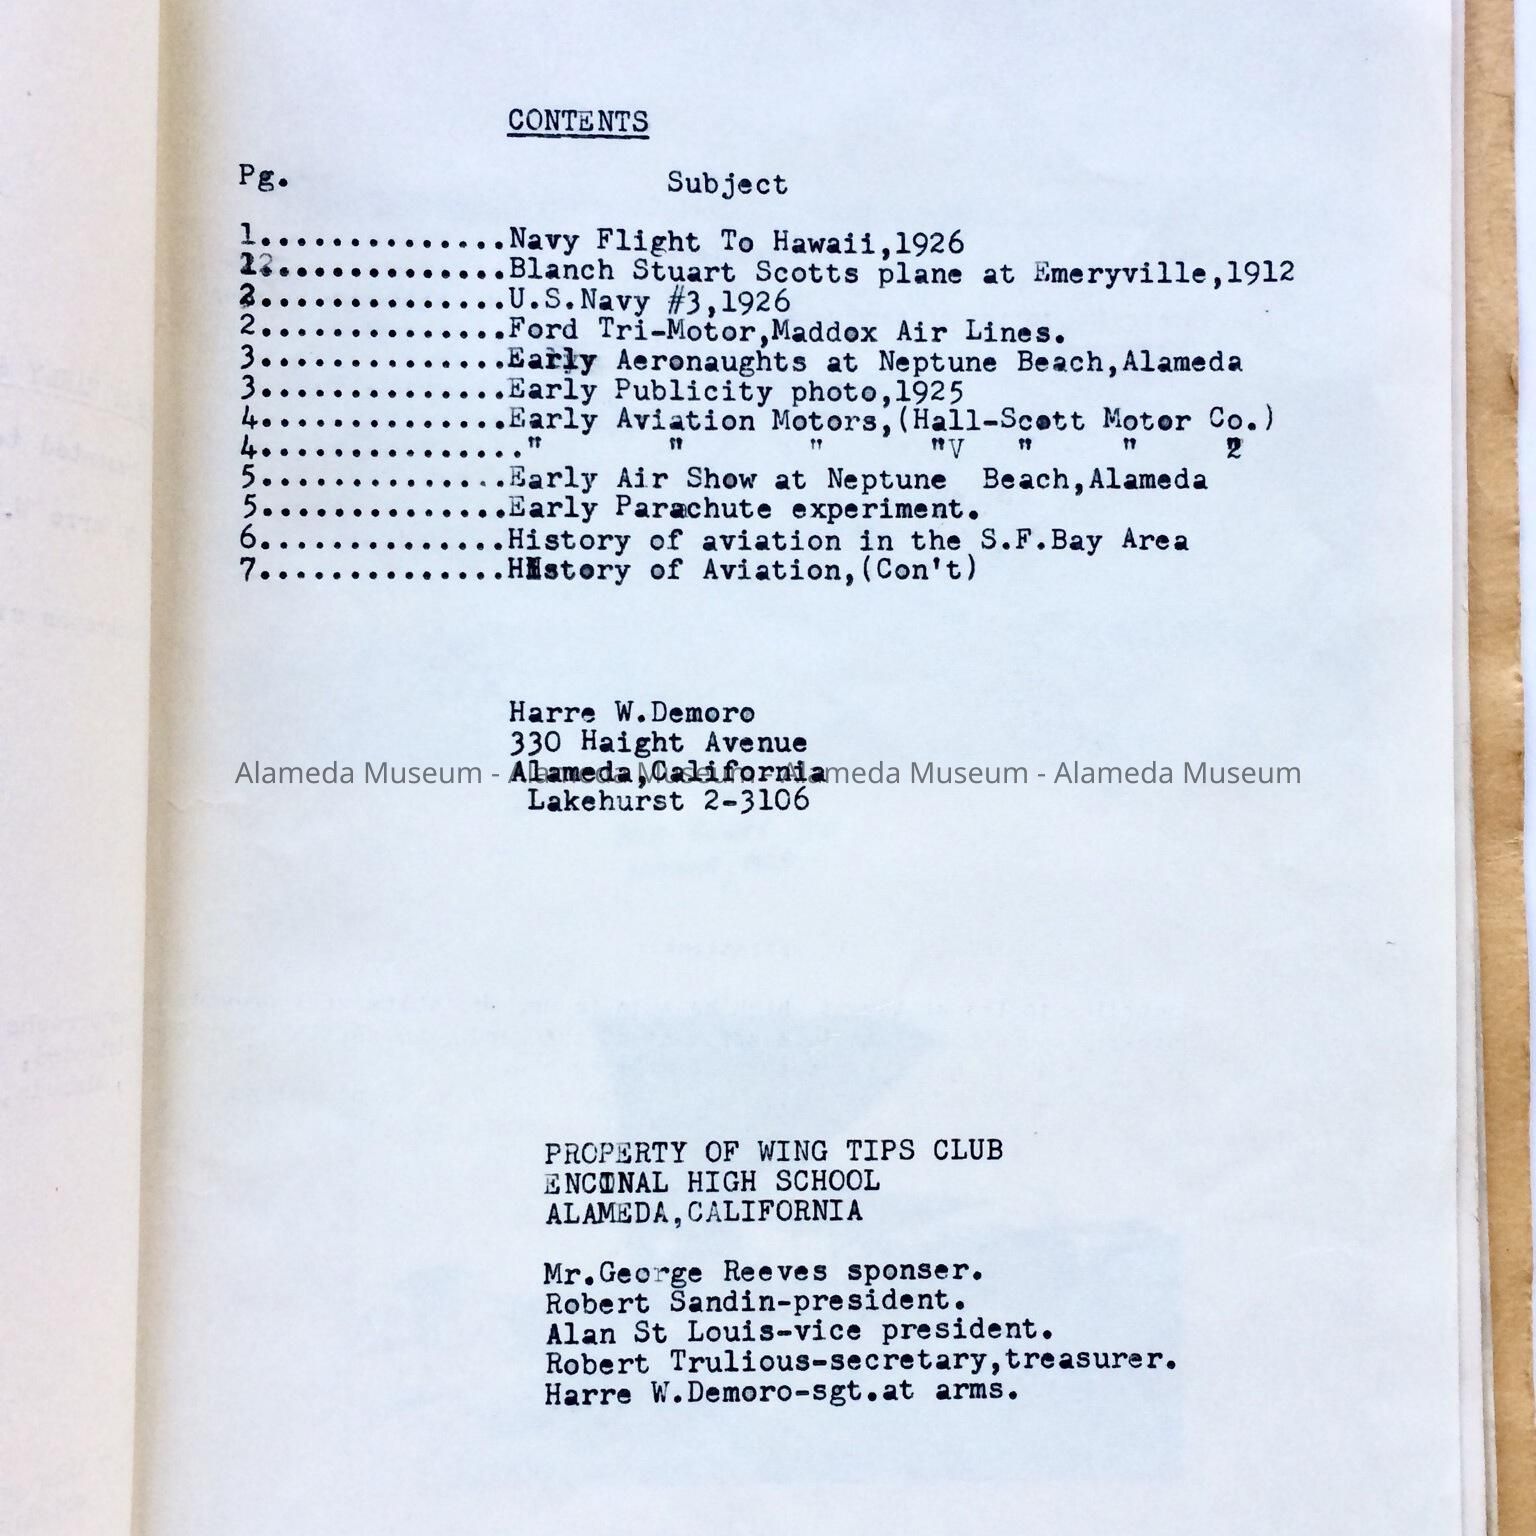 CONTENTS
Pg. Subject
1..............Navy Flight To Hawaii,1926
1..............Blanch Stuart Scotts plane at Emeryville,1912
2..............U.S.Navy #3,1926
2..............Ford Tri-Motor,Maddox Air Lines.
3..............Early Aeronaughts at Neptune Beach,Alameda
3..............Early Publicity photo,1925
4..............Early Aviation Motors,(Hall-Scott Motor Co.)
4..............." " " "V " " 2
5..............Early Air Show at Neptune Beach,Alameda
5..............Early Parachute experiment.
6..............History of aviation in the S.F.Bay Area
7..............History of Aviation,(Con't)
Harre W.Demoro
330 Haight Avenue
Alameda,California
Alameda Museum - Alameda Museum - Alameda Museum - Alameda Museum
Lakehurst 2-3106
PROPERTY OF WING TIPS CLUB
ENCINAL HIGH SCHOOL
ALAMEDA,CALIFORNIA
Mr.George Reeves sponser.
Robert Sandin-president.
Alan St Louis-vice president.
Robert Trulious-secretary,treasurer.
Harre W.Demoro-sgt.at arms.